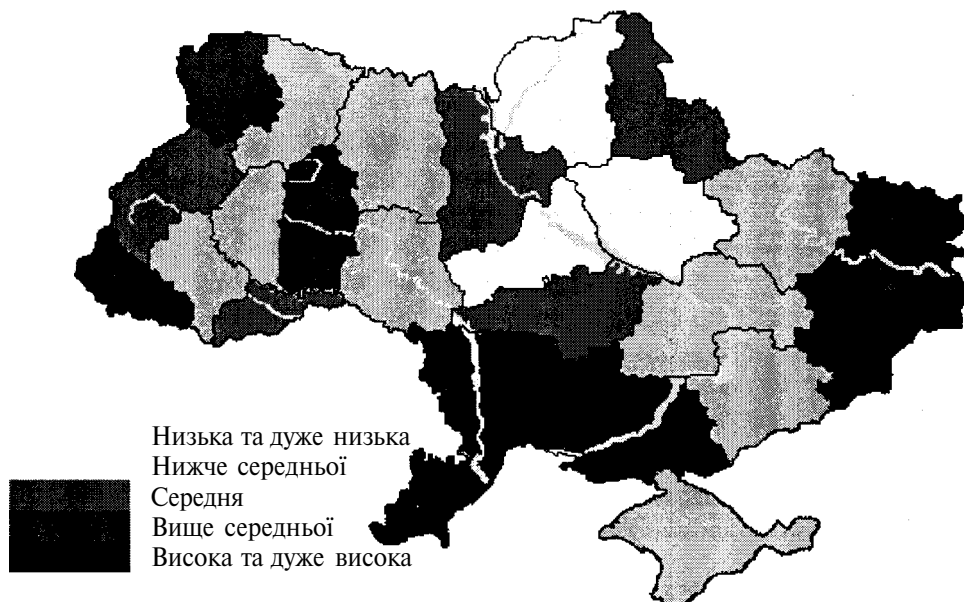 Низька та дуже низька
Нижче середньої
Середня
Вище середньої
Висока та дуже висока